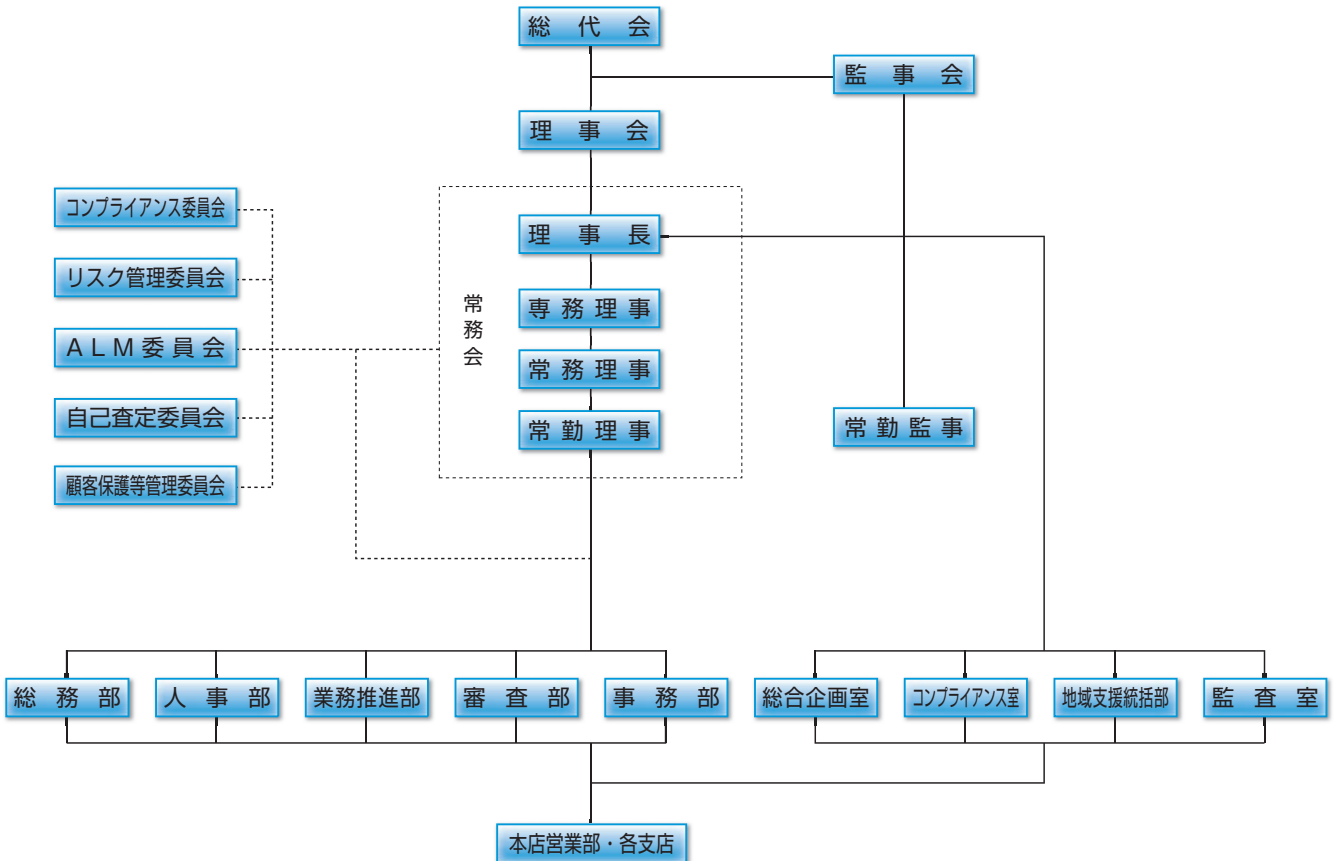 総代会
監事会
理事会
コンプライアンス委員会
リスク管理委員会
ALM委員会
自己査定委員会
顧客保護等管理委員会
常務会
理事長
専務理事
常務理事
常勤理事
常勤監事
総務部
人事部
業務推進部
審査部
事務部
総合企画室
コンプライアンス室
地域支援統括部
監査室
本店営業部・各支店